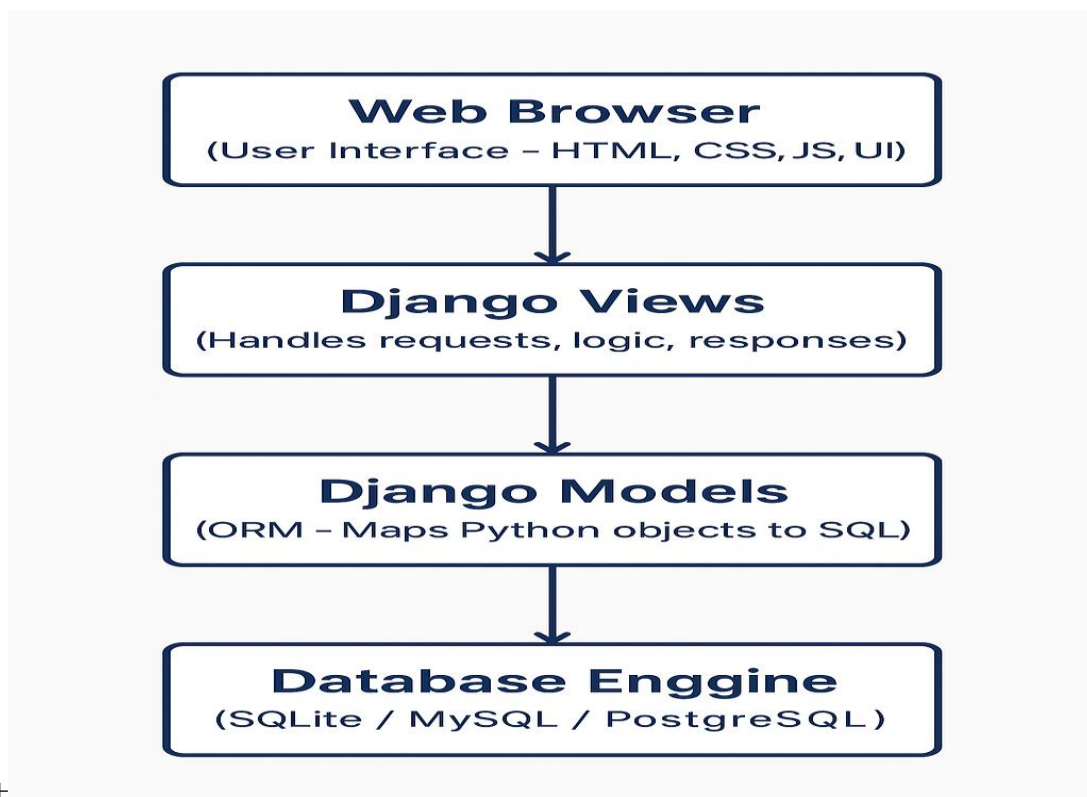 Web Browser
(User Interface – HTML, CSS, JS, UI)
Django Views
(Handles requests, logic, responses)
Django Models
(ORM – Maps Python objects to SQL)
Database Enggine
(SQLite / MySQL / PostgreSQL)